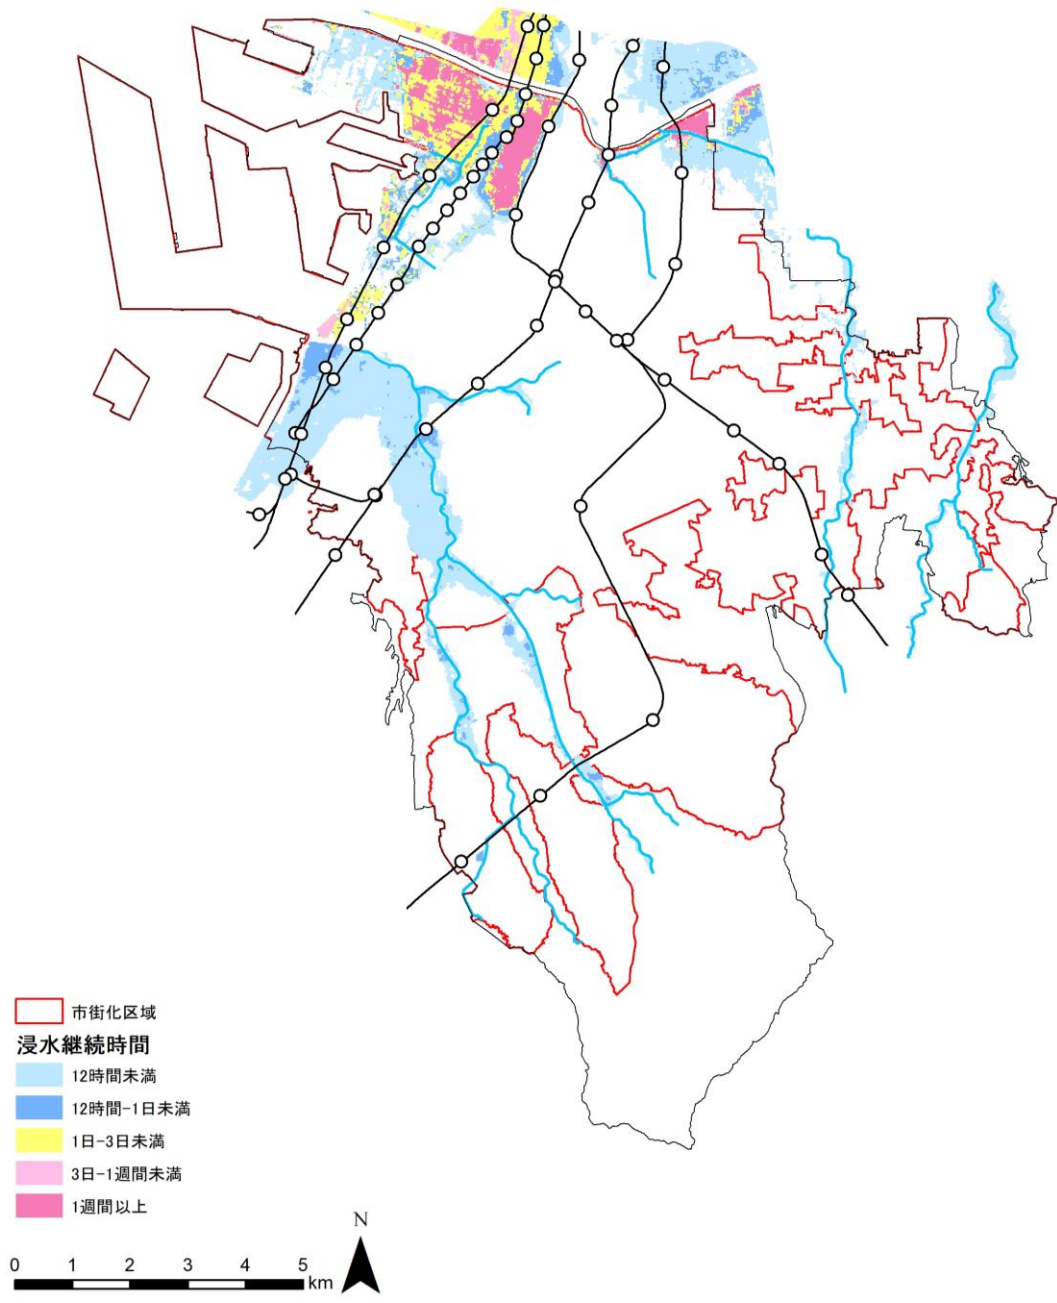 市街化区域
浸水継続時間
12時間未満
12時間-1日未満
1日-3日未満
3日-1週間未満
1週間以上
N
0 1 2 3 4 5
km